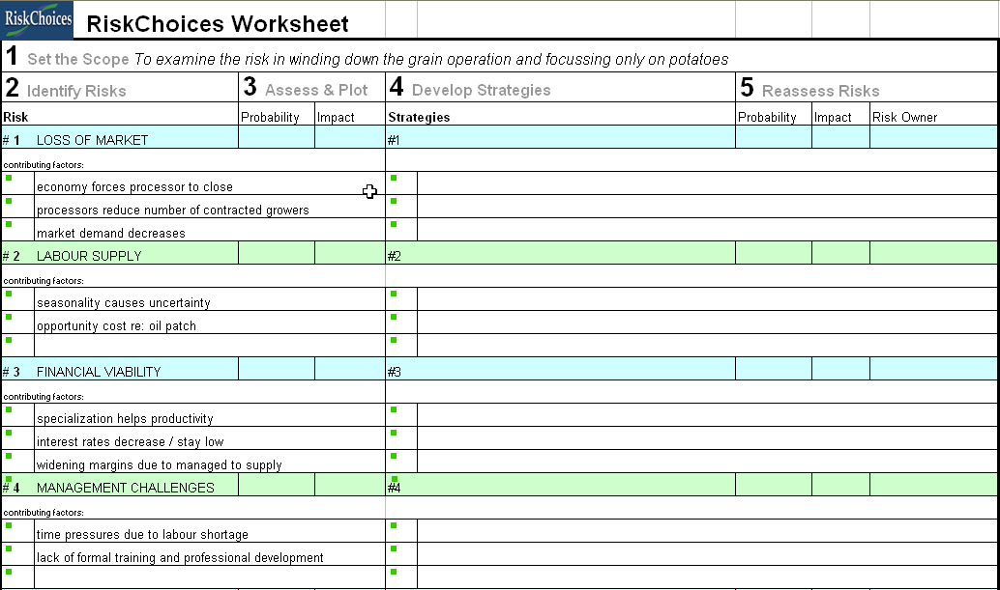 RiskChoices RiskChoices Worksheet
1 Set the Scope To examine the risk in winding down the grain operation and focussing only on potatoes
2 Identify Risks 3 Assess & Plot 4 Develop Strategies 5 Reassess Risks
Risk Probability Impact Strategies Probability Impact Risk Owner
# 1 LOSS OF MARKET #1
contributing factors:
economy forces processor to close
processors reduce number of contracted growers
market demand decreases
# 2 LABOUR SUPPLY #2
contributing factors:
seasonality causes uncertainty
opportunity cost re: oil patch
# 3 FINANCIAL VIABILITY #3
contributing factors:
specialization helps productivity
interest rates decrease / stay low
widening margins due to managed to supply
# 4 MANAGEMENT CHALLENGES #4
contributing factors:
time pressures due to labour shortage
lack of formal training and professional development